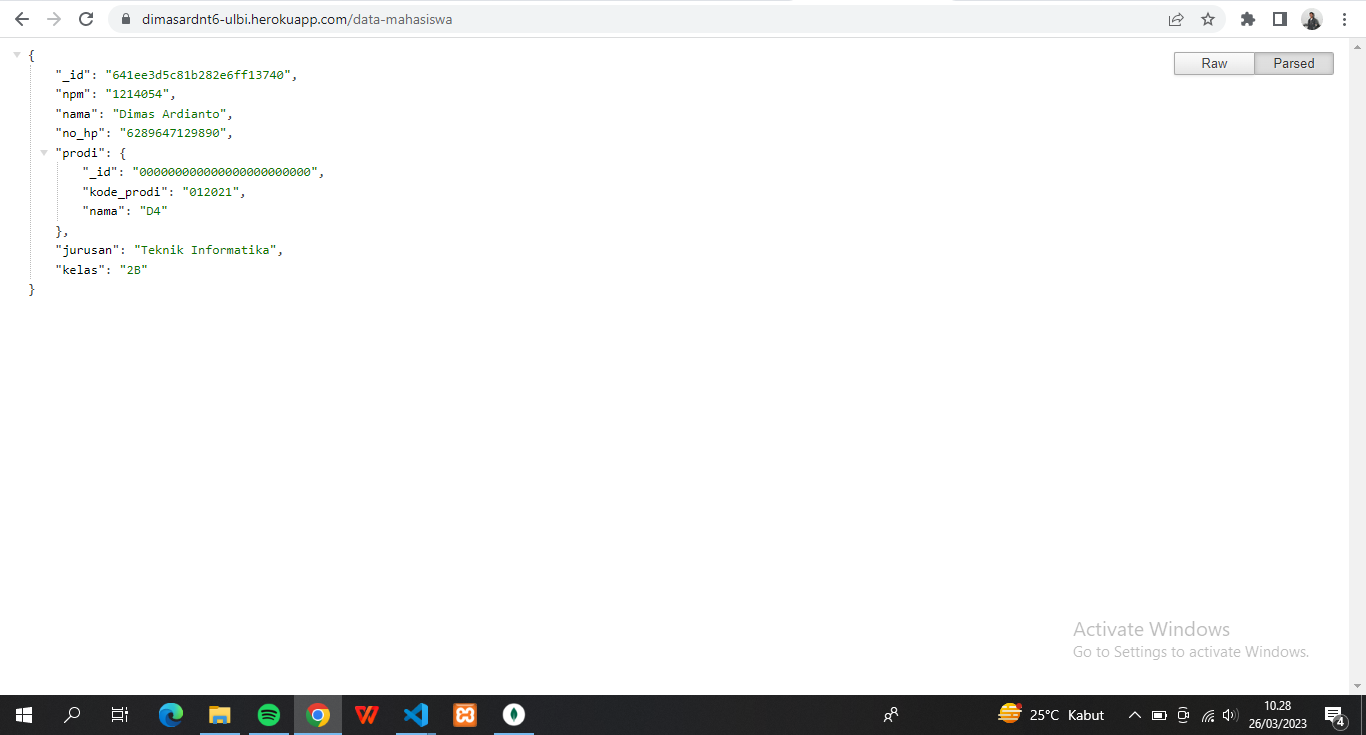 dimasardnt6-ulbi.herokuapp.com/data-mahasiswa
Raw
Parsed
{
"_id": "641ee3d5c81b282e6ff13740",
"npm": "1214054",
"nama": "Dimas Ardianto",
"no_hp": "6289647129890",
"prodi": {
"_id": "000000000000000000000000",
"kode_prodi": "012021",
"nama": "D4"
},
"jurusan": "Teknik Informatika",
"kelas": "2B"
}
Activate Windows
Go to Settings to activate Windows.
25°C Kabut
10.28
26/03/2023
4